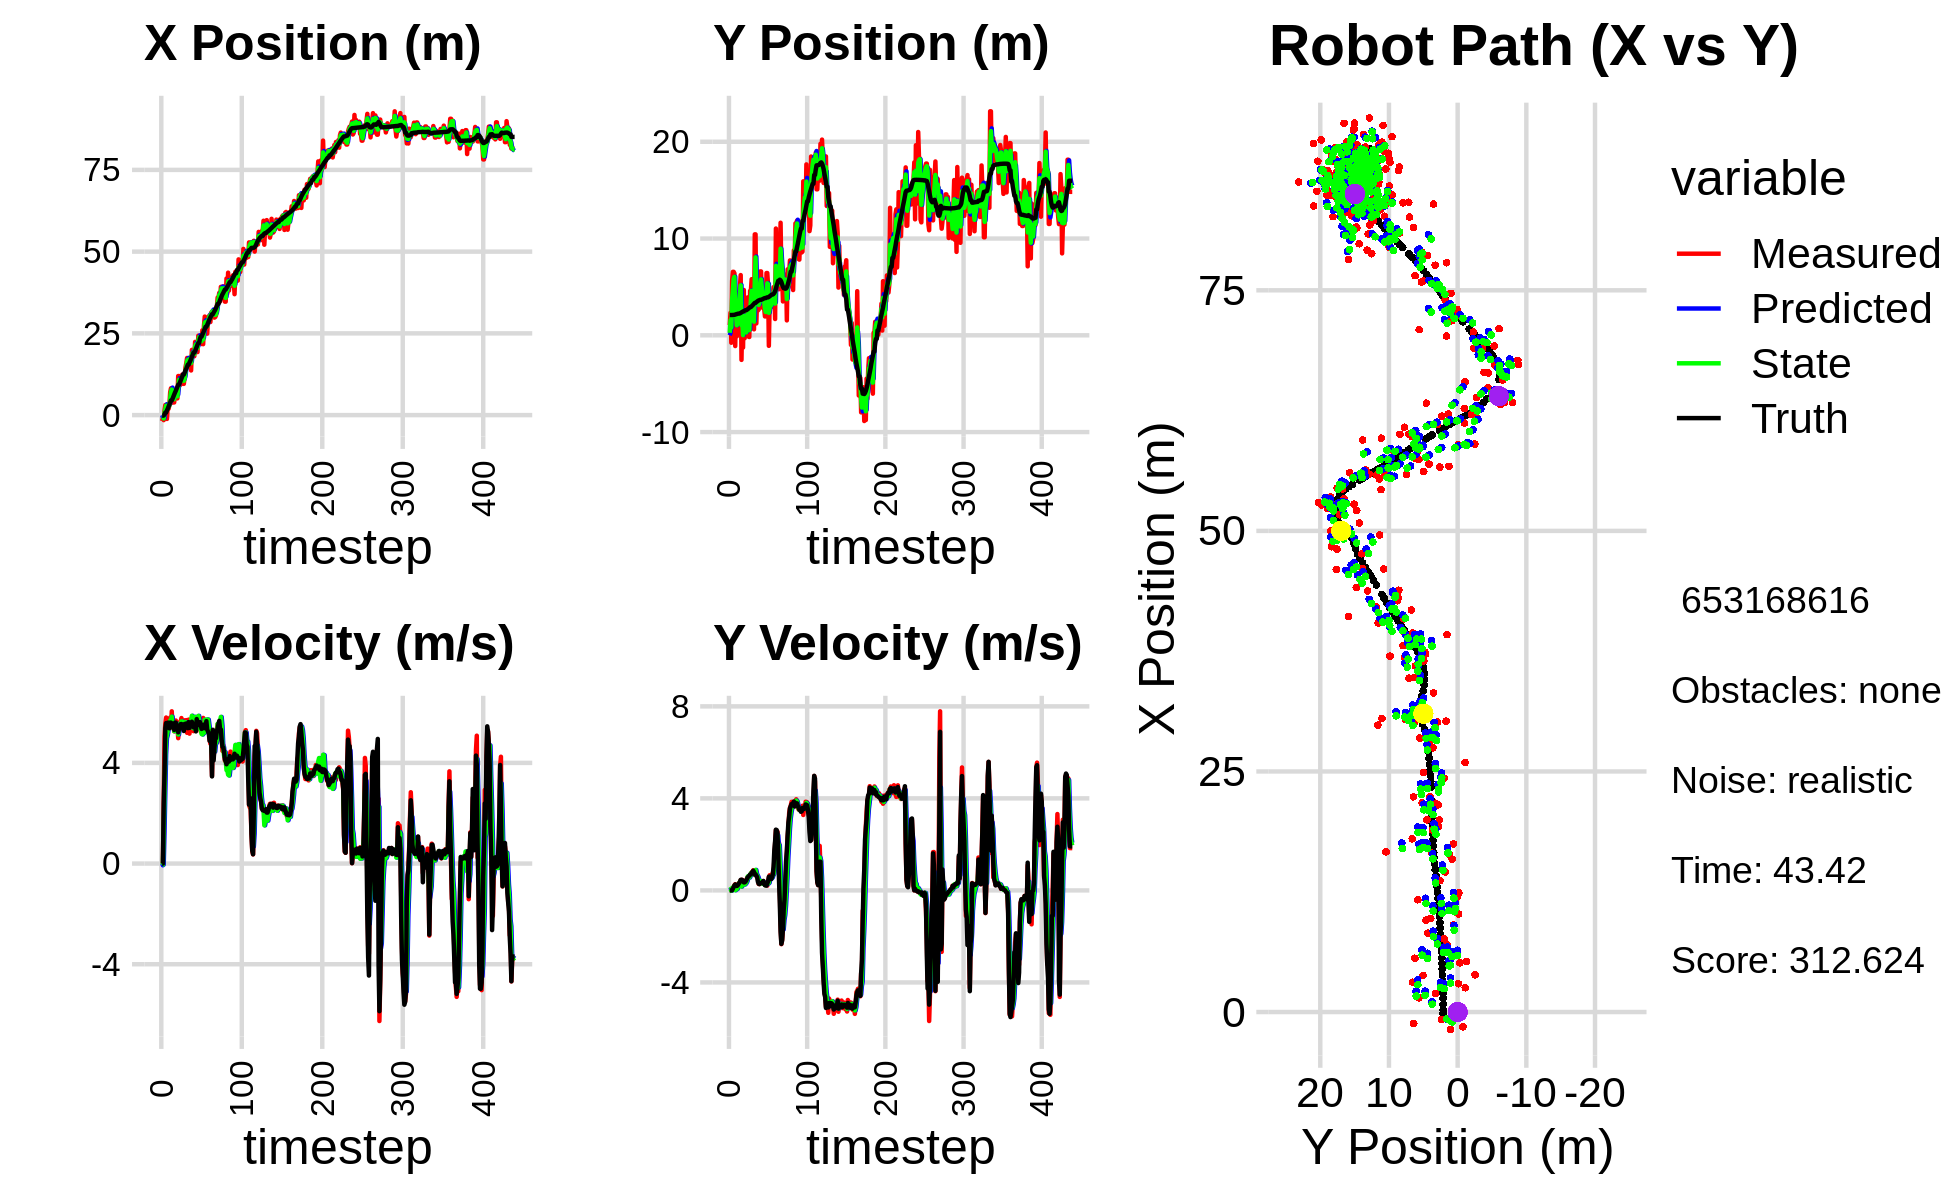 X Position (m)
75
50
25
0
0
100
200
300
400
timestep
Y Position (m)
20
10
0
-10
0
100
200
300
400
timestep
X Velocity (m/s)
4
0
-4
0
100
200
300
400
timestep
Y Velocity (m/s)
8
4
0
-4
0
100
200
300
400
timestep
Robot Path (X vs Y)
X Position (m)
75
50
25
0
20 10 0 -10 -20
Y Position (m)
variable
Measured
Predicted
State
Truth
653168616
Obstacles: none
Noise: realistic
Time: 43.42
Score: 312.624